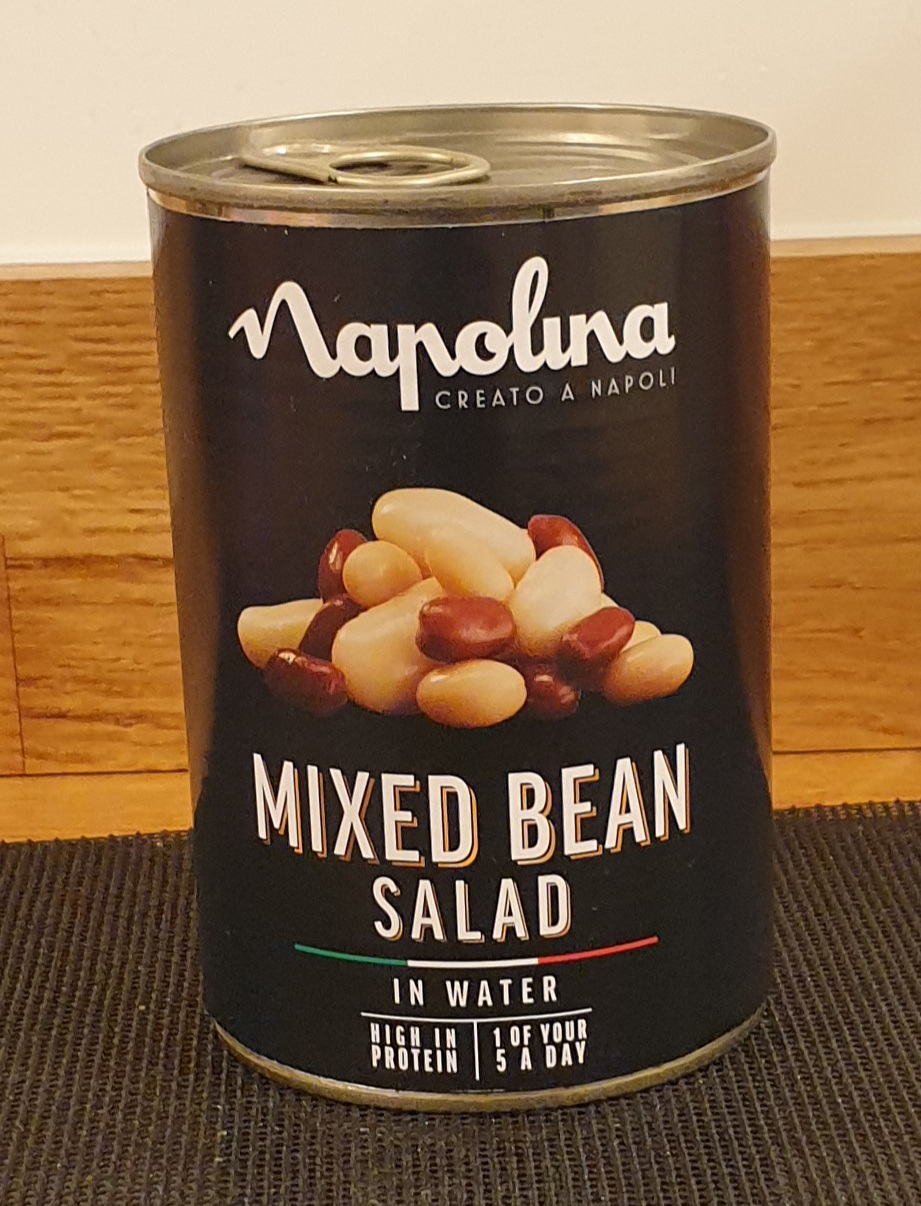 Napolina
CREATO A NAPOLI
MIXED BEAN
SALAD
IN WATER
HIGH IN
PROTEIN
1 OF YOUR
5 A DAY